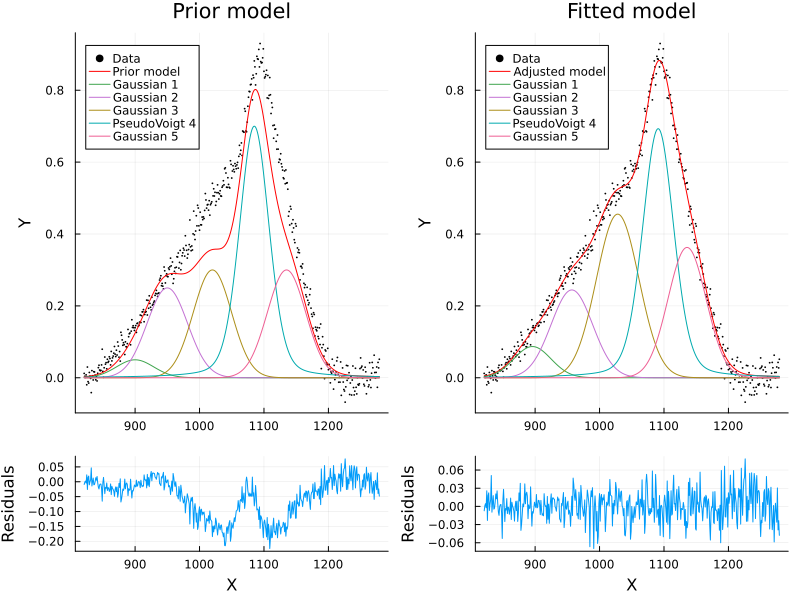 Prior model
Data
Prior model
Gaussian 1
Gaussian 2
Gaussian 3
PseudoVoigt 4
Gaussian 5
Y
0.8
0.6
0.4
0.2
0.0
900
1000
1100
1200
Residuals
0.05
0.00
−0.05
−0.10
−0.15
−0.20
900
1000
1100
1200
X
Fitted model
Data
Adjusted model
Gaussian 1
Gaussian 2
Gaussian 3
PseudoVoigt 4
Gaussian 5
Y
0.8
0.6
0.4
0.2
0.0
900
1000
1100
1200
Residuals
0.06
0.03
0.00
−0.03
−0.06
900
1000
1100
1200
X